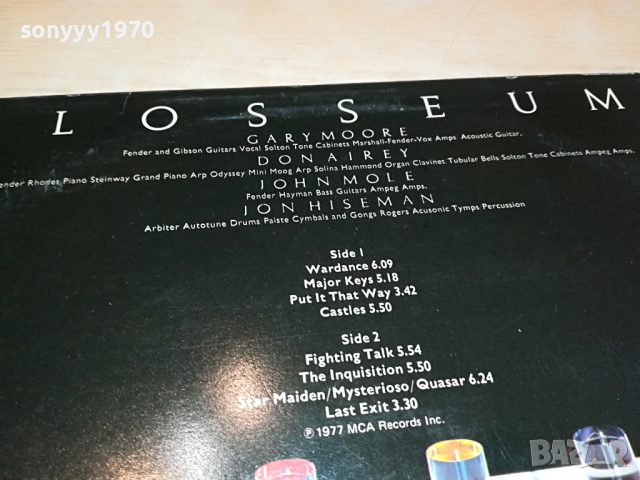 sonyyy1970
LOSSEUM
GARY MOORE
Fender and Gibson Guitars Vocal Solton Tone Cabinets Marshall-Fender-Vox Amps Acoustic Guitar.
DON AIREY
ender Rhodes Piano Steinway Grand Piano Arp Odyssey Mini Moog Arp Solina Hammond Organ Clavinet Tubular Bells Solton Tone Cabinets Ampeg Amps.
JOHN MOLE
Fender Hayman Bass Guitars Ampeg Amps.
JON HISEMAN
Arbiter Autotune Drums Paiste Cymbals and Gongs Rogers Acusonic Tymps Percussion
Side 1
Wardance 6.09
Major Keys 5.18
Put It That Way 3.42
Castles 5.50
Side 2
Fighting Talk 5.54
The Inquisition 5.50
Star Maiden/Mysterioso/Quasar 6.24
Last Exit 3.30
℗ 1977 MCA Records Inc.
BAZAR
bg